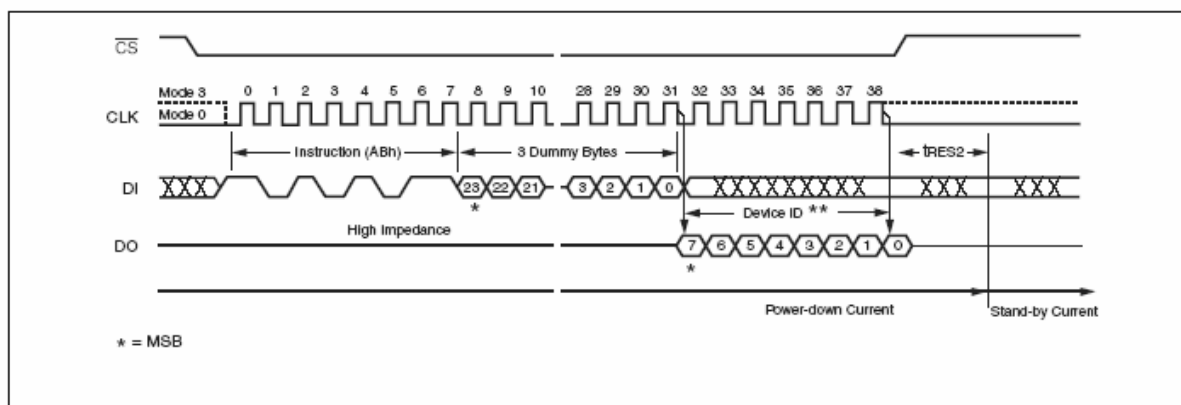 CS
Mode 3 0 1 2 3 4 5 6 7 8 9 10 28 29 30 31 32 33 34 35 36 37 38
CLK Mode 0
Instruction (ABh) 3 Dummy Bytes tRES2
DI 23 22 21 3 2 1 0
* Device ID **
High Impedance
DO 7 6 5 4 3 2 1 0
*
Power-down Current Stand-by Current
* = MSB